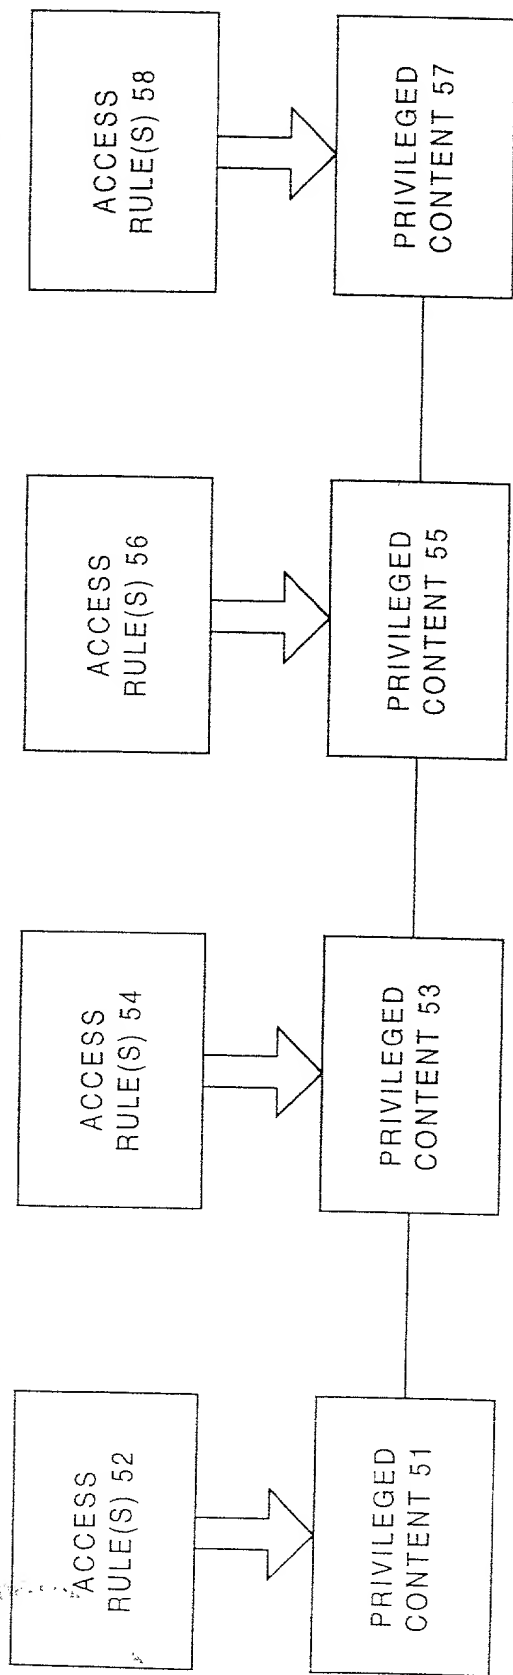 ACCESS
RULE(S) 52
ACCESS
RULE(S) 54
ACCESS
RULE(S) 56
ACCESS
RULE(S) 58
PRIVILEGED
CONTENT 51
PRIVILEGED
CONTENT 53
PRIVILEGED
CONTENT 55
PRIVILEGED
CONTENT 57